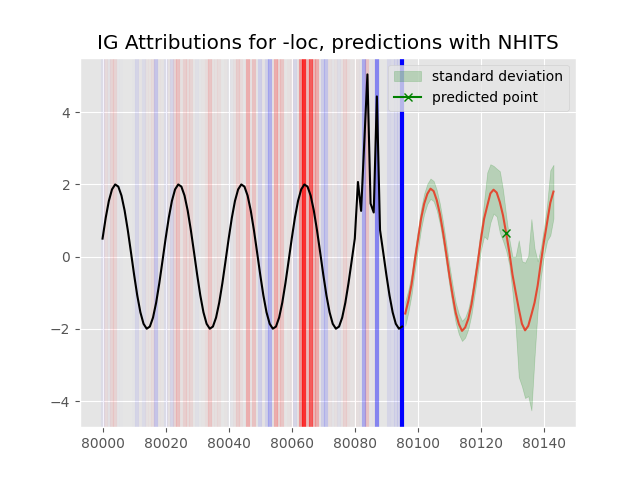 IG Attributions for -loc, predictions with NHITS
standard deviation
predicted point
4
2
0
−2
−4
80000 80020 80040 80060 80080 80100 80120 80140